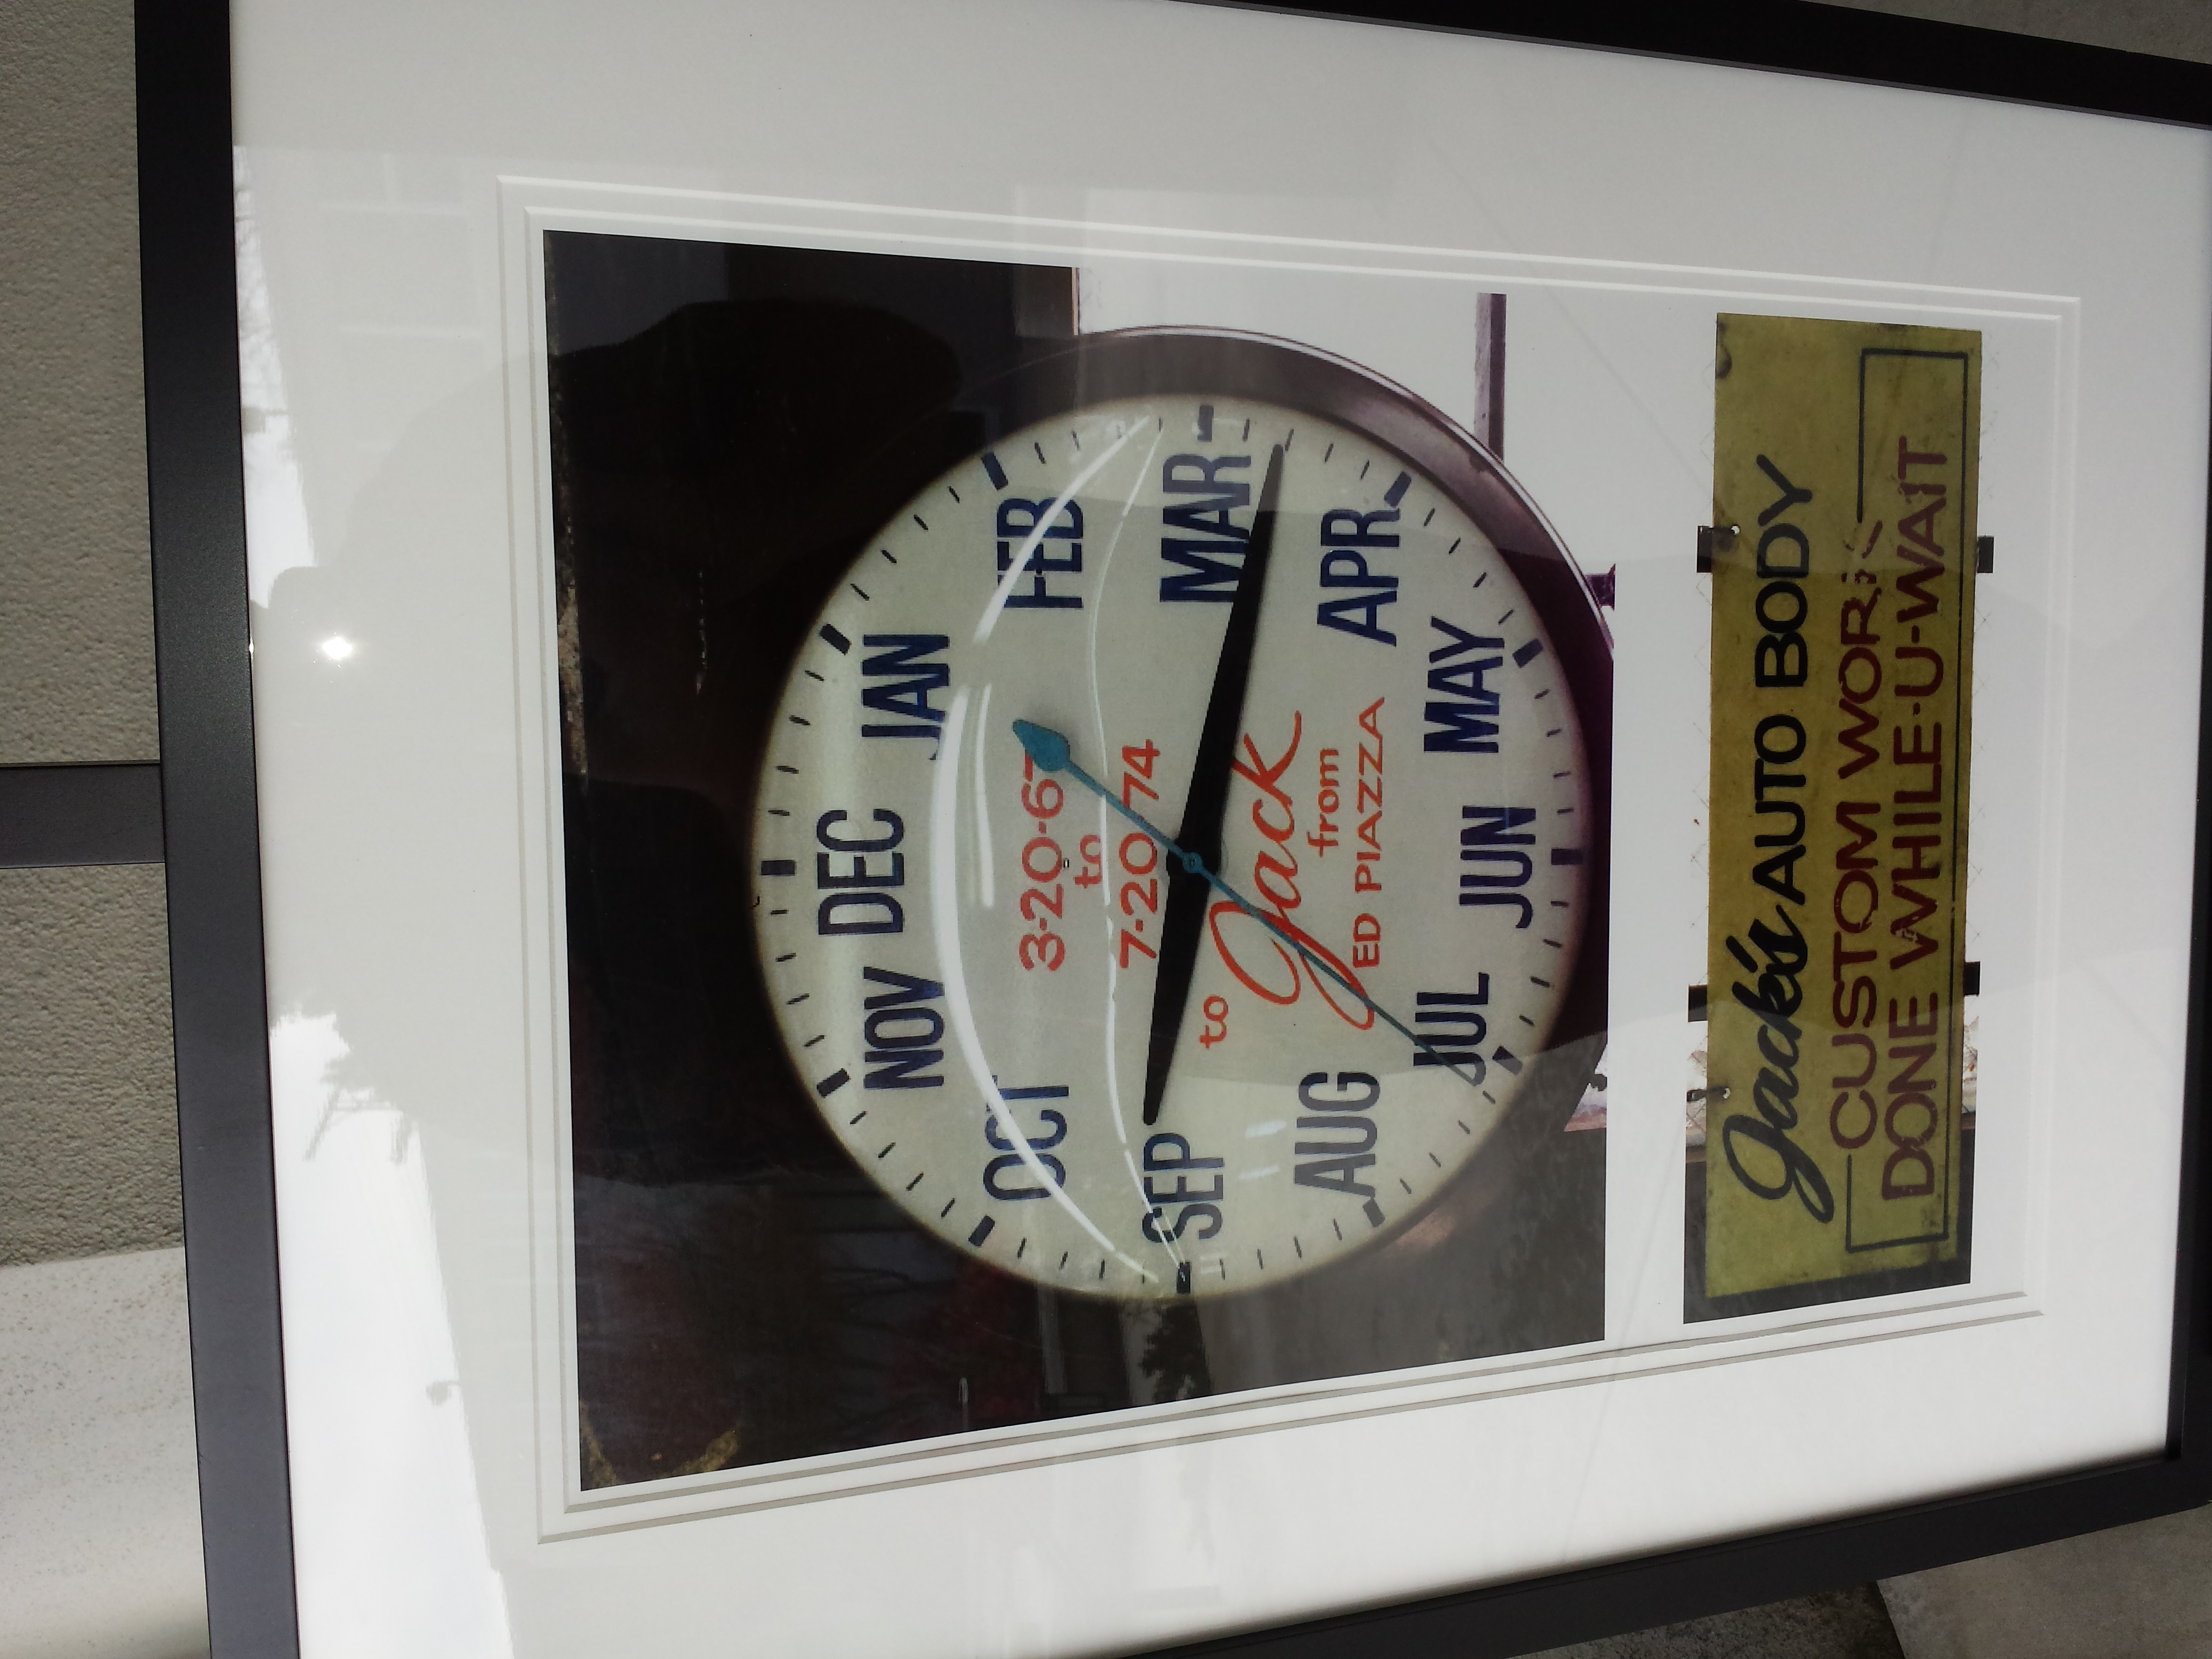 DEC
NOV JAN
OCT FEB
3-20-67
to
7-20-74
SEP MAR
to Jack
from
ED PIAZZA
AUG APR
JUL MAY
JUN
Jack's AUTO BODY
CUSTOM WORK
DONE WHILE-U-WAIT